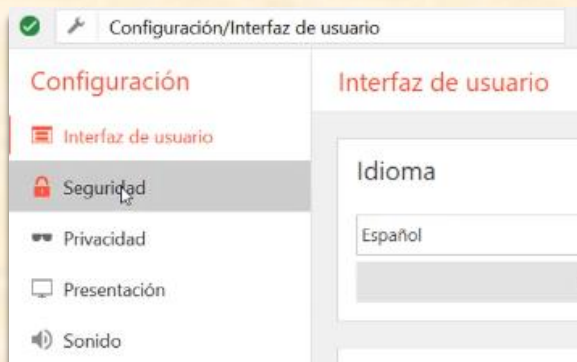 Configuración/Interfaz de usuario
Configuración
Interfaz de usuario
Interfaz de usuario
Seguridad
Privacidad
Presentación
Sonido
Idioma
Español